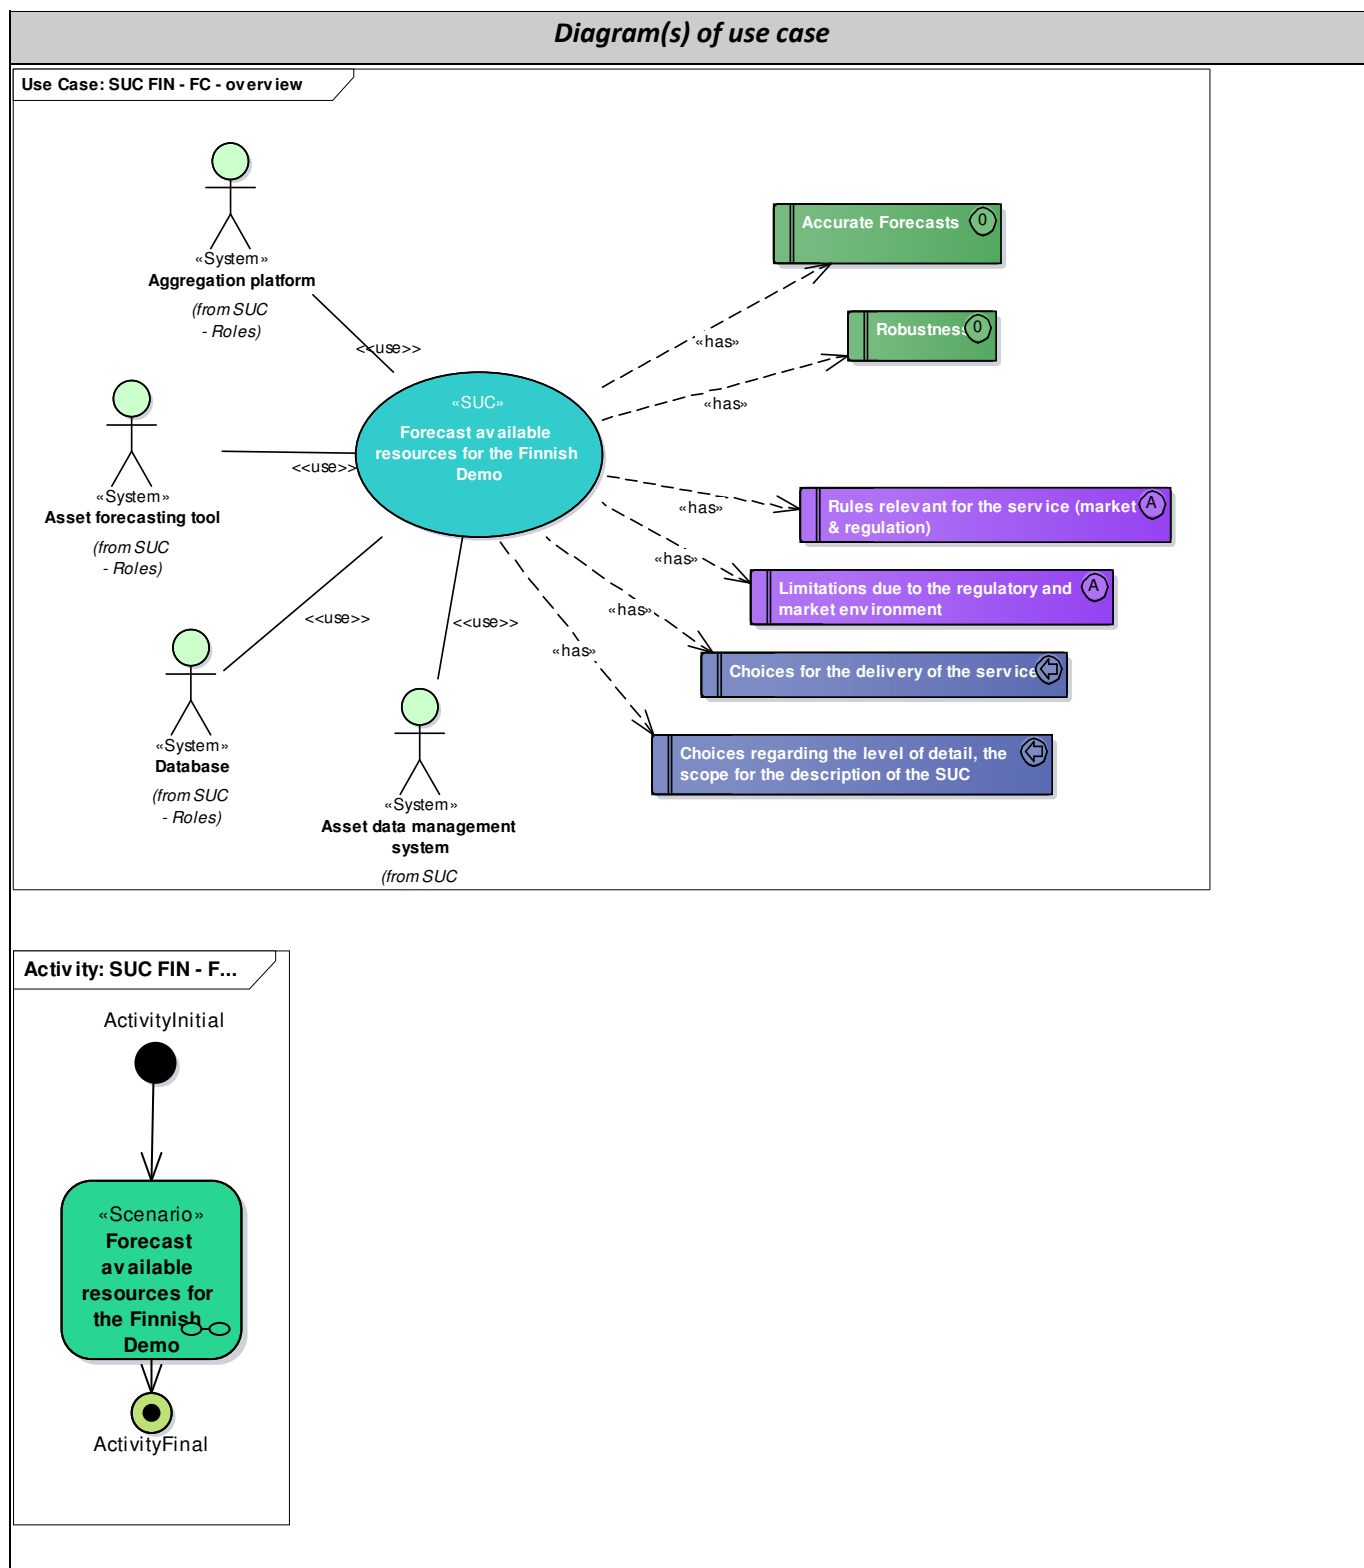 Diagram(s) of use case
Use Case: SUC FIN - FC - overview
«System»
Aggregation platform
(from SUC
- Roles)
<<use>>
«System»
Asset forecasting tool
(from SUC
- Roles)
<<use>>
«System»
Database
(from SUC
- Roles)
<<use>>
«System»
Asset data management
system
(from SUC
<<use>>
«SUC»
Forecast available
resources for the Finnish
Demo
«has»
Accurate Forecasts
0
«has»
Robustness
0
«has»
Rules relevant for the service (market
& regulation)
A
«has»
Limitations due to the regulatory and
market environment
A
«has»
Choices for the delivery of the service
«has»
Choices regarding the level of detail, the
scope for the description of the SUC
Activity: SUC FIN - F...
ActivityInitial
«Scenario»
Forecast
available
resources for
the Finnish
Demo
ActivityFinal